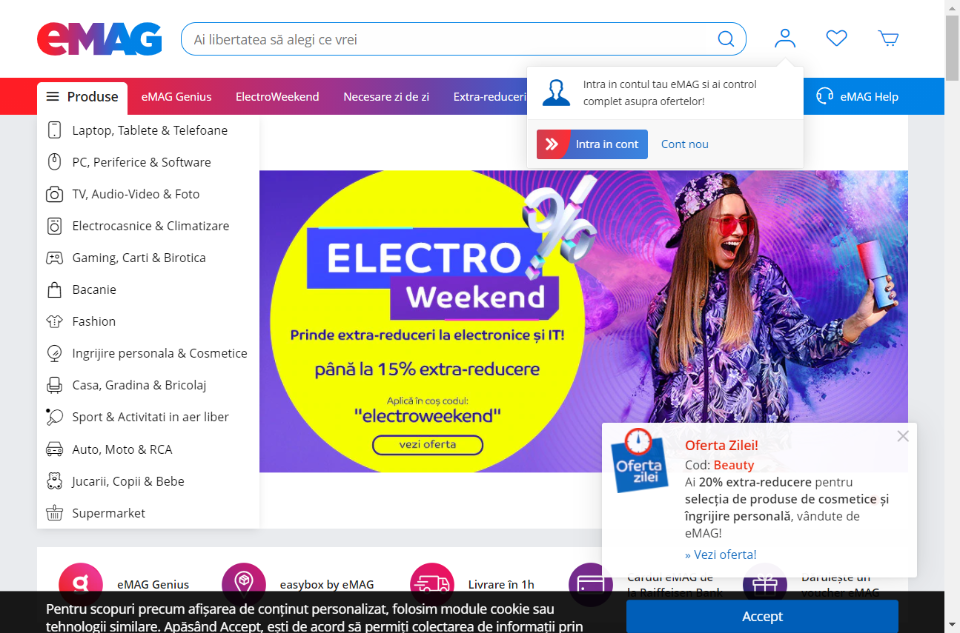 eMAG
Ai libertatea să alegi ce vrei
Produse
eMAG Genius
ElectroWeekend
Necesare zi de zi
Extra-reduceri
eMAG Help
Intra in contul tau eMAG si ai control
complet asupra ofertelor!
Intra in cont
Cont nou
Laptop, Tablete & Telefoane
PC, Periferice & Software
TV, Audio-Video & Foto
Electrocasnice & Climatizare
Gaming, Carti & Birotica
Bacanie
Fashion
Ingrijire personala & Cosmetice
Casa, Gradina & Bricolaj
Sport & Activitati in aer liber
Auto, Moto & RCA
Jucarii, Copii & Bebe
Supermarket
ELECTRO %
Weekend
Prinde extra-reduceri la electronice și IT!
până la 15% extra-reducere
Aplică în coș codul:
"electroweekend"
vezi oferta
Oferta
zilei
Oferta Zilei!
Cod: Beauty
Ai 20% extra-reducere pentru
selecția de produse de cosmetice și
îngrijire personală, vândute de
eMAG!
» Vezi oferta!
eMAG Genius
easybox by eMAG
Livrare în 1h
Cardul eMAG de
la Raiffeisen Bank
Dăruiește un
voucher eMAG
Pentru scopuri precum afișarea de conținut personalizat, folosim module cookie sau
tehnologii similare. Apăsând Accept, ești de acord să permiți colectarea de informații prin
Accept